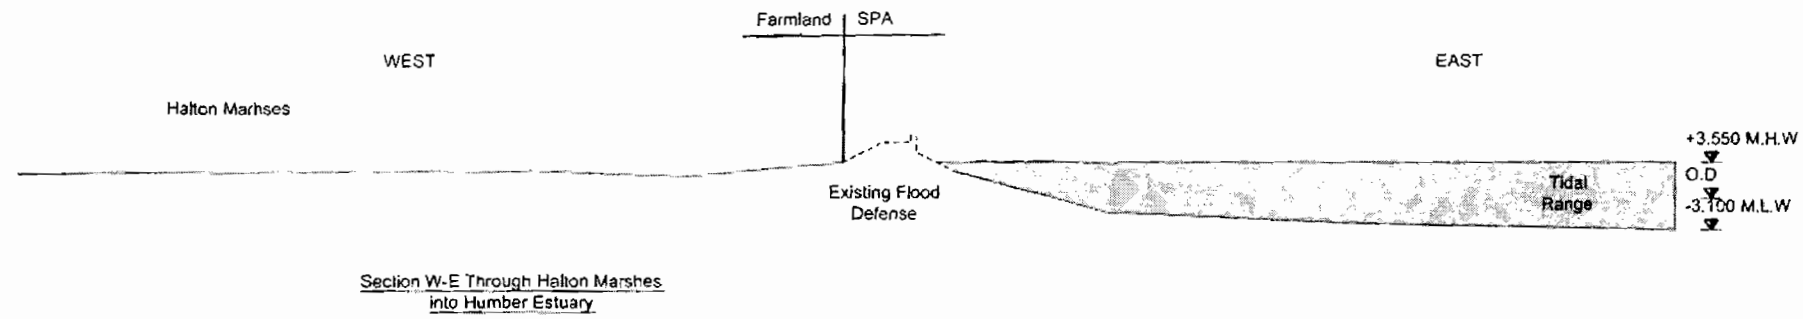 Farmland SPA
WEST
EAST
Halton Marhses
+3.550 M.H.W
O.D
-3.100 M.L.W
Tidal
Range
Existing Flood
Defense
Section W-E Through Halton Marshes
into Humber Estuary